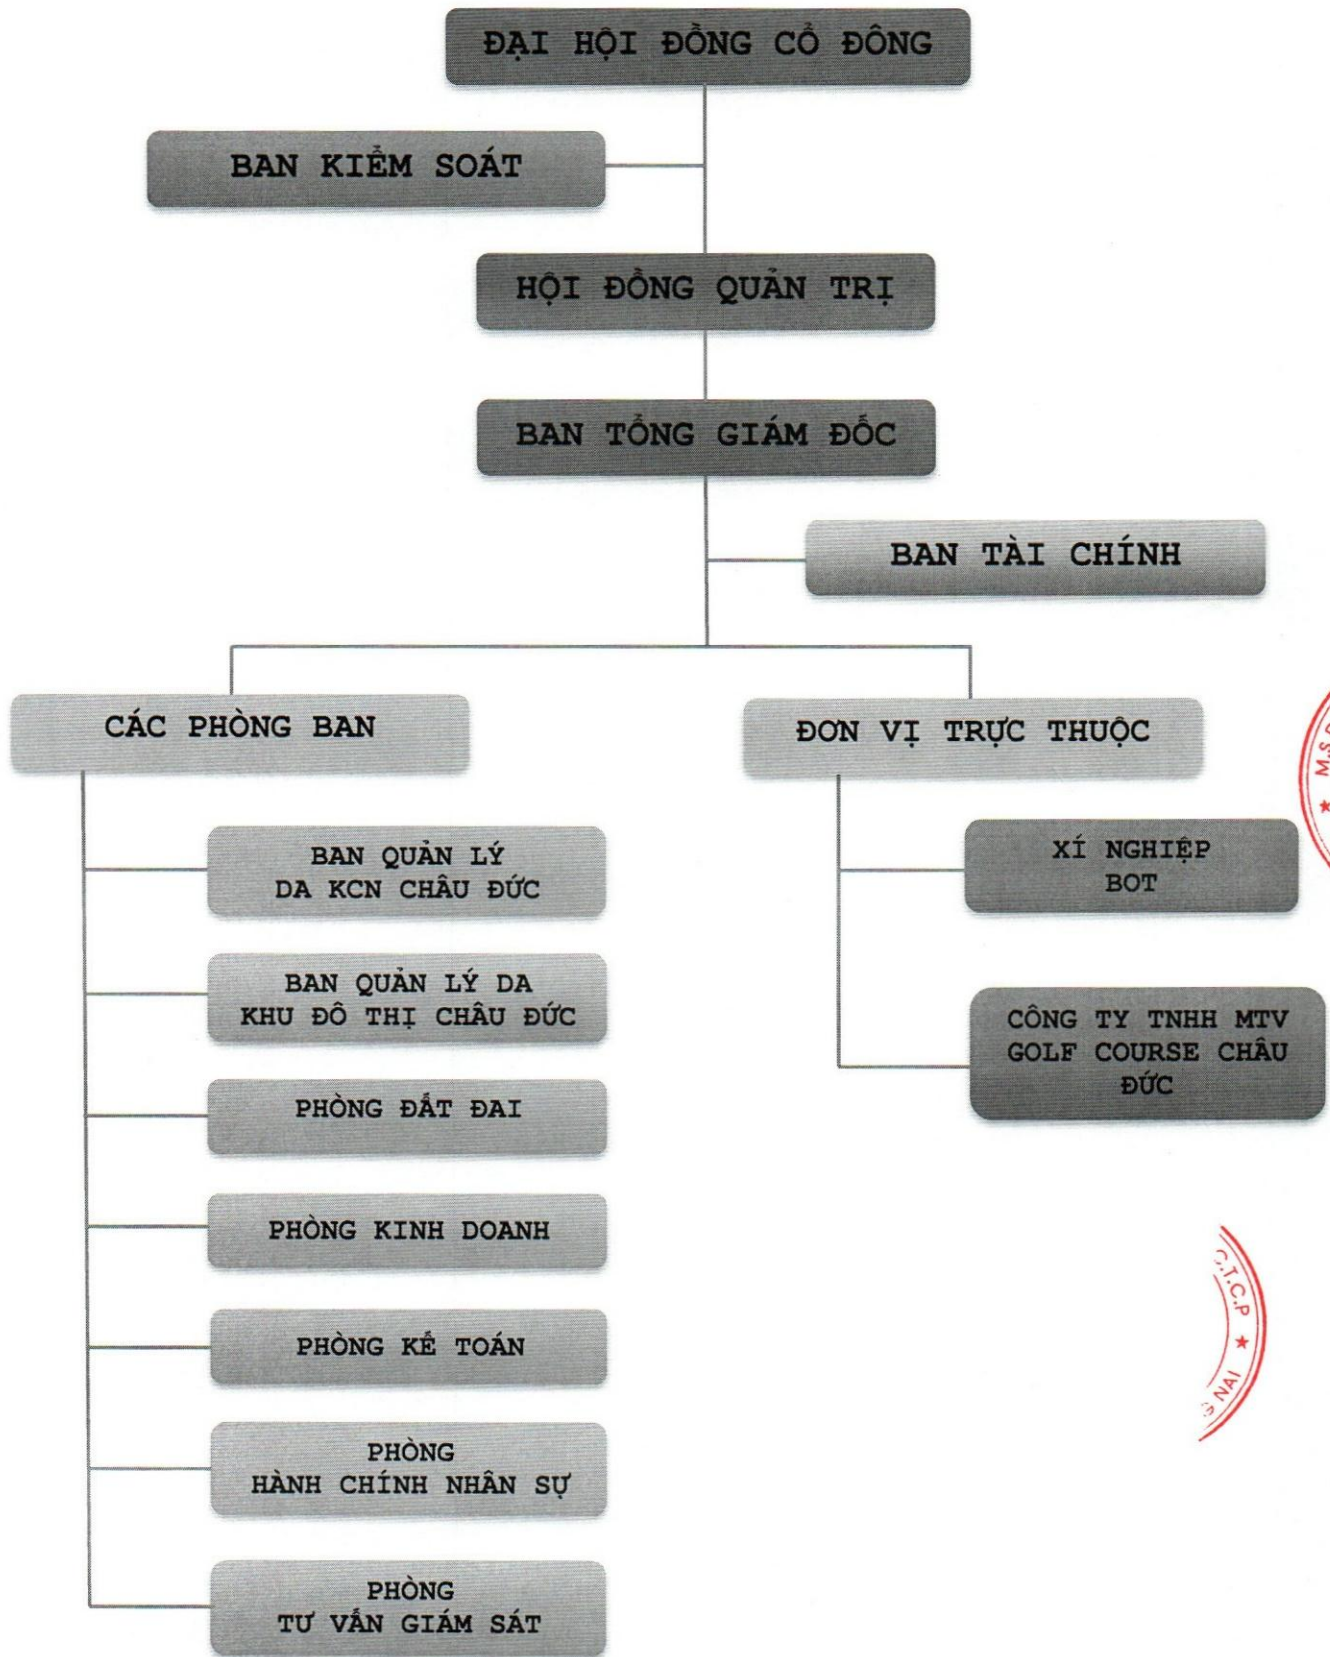 ĐẠI HỘI ĐỒNG CỔ ĐÔNG
BAN KIỂM SOÁT
HỘI ĐỒNG QUẢN TRỊ
BAN TỔNG GIÁM ĐỐC
BAN TÀI CHÍNH
CÁC PHÒNG BAN
ĐƠN VỊ TRỰC THUỘC
BAN QUẢN LÝ
DA KCN CHÂU ĐỨC
BAN QUẢN LÝ DA
KHU ĐÔ THỊ CHÂU ĐỨC
PHÒNG ĐẤT ĐAI
PHÒNG KINH DOANH
PHÒNG KẾ TOÁN
PHÒNG
HÀNH CHÍNH NHÂN SỰ
PHÒNG
TƯ VẤN GIÁM SÁT
XÍ NGHIỆP
BOT
CÔNG TY TNHH MTV
GOLF COURSE CHÂU
ĐỨC
M.S
C.T.C.P ★
NAI